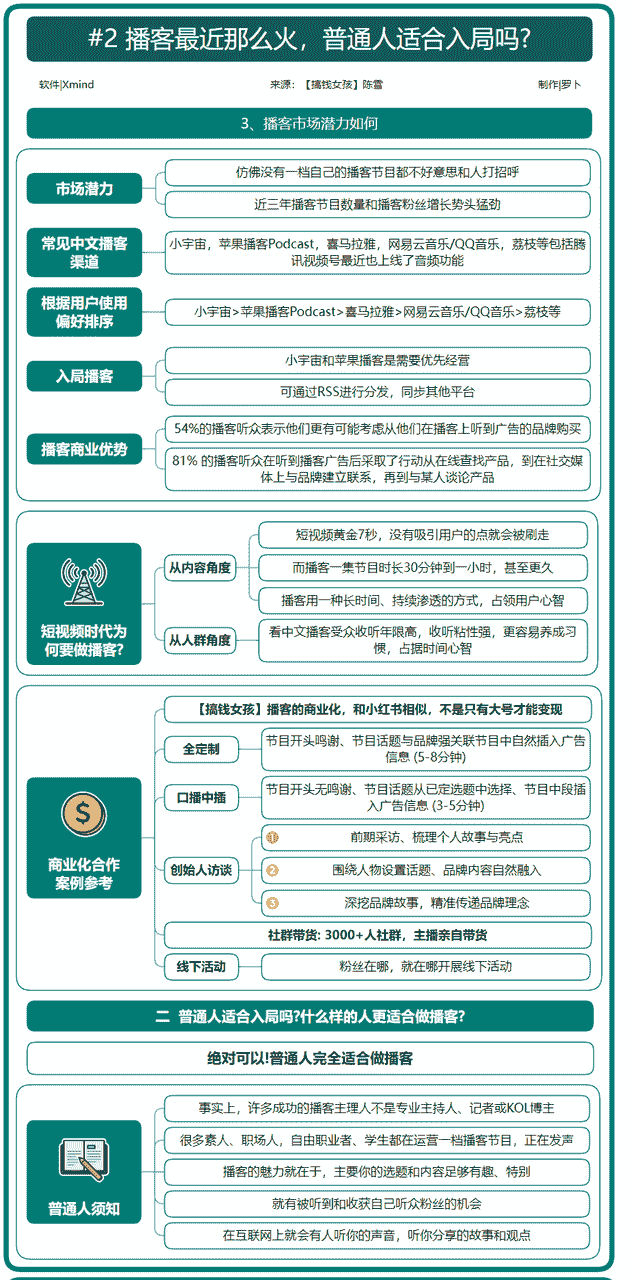 #2 播客最近那么火，普通人适合入局吗?
软件|Xmind
来源：【搞钱女孩】陈雪
制作|罗卜
3、播客市场潜力如何
市场潜力
仿佛没有一档自己的播客节目都不好意思和人打招呼
近三年播客节目数量和播客粉丝增长势头猛劲
常见中文播客
渠道
小宇宙，苹果播客Podcast，喜马拉雅，网易云音乐/QQ音乐，荔枝等包括腾
讯视频号最近也上线了音频功能
根据用户使用
偏好排序
小宇宙>苹果播客Podcast>喜马拉雅>网易云音乐/QQ音乐>荔枝等
入局播客
小宇宙和苹果播客是需要优先经营
可通过RSS进行分发，同步其他平台
播客商业优势
54%的播客听众表示他们更有可能考虑从他们在播客上听到广告的品牌购买
81% 的播客听众在听到播客广告后采取了行动从在线查找产品，到在社交媒
体上与品牌建立联系，再到与某人谈论产品
短视频时代为
何要做播客?
从内容角度
短视频黄金7秒，没有吸引用户的点就会被刷走
而播客一集节目时长30分钟到一小时，甚至更久
播客用一种长时间、持续渗透的方式，占领用户心智
从人群角度
看中文播客受众收听年限高，收听粘性强，更容易养成习
惯，占据时间心智
商业化合作
案例参考
【搞钱女孩】播客的商业化，和小红书相似，不是只有大号才能变现
全定制
节目开头鸣谢、节目话题与品牌强关联节目中自然插入广告
信息 (5-8分钟)
口播中插
节目开头无鸣谢、节目话题从已定选题中选择、节目中段插
入广告信息 (3-5分钟)
创始人访谈
1
前期采访、梳理个人故事与亮点
2
围绕人物设置话题、品牌内容自然融入
3
深挖品牌故事，精准传递品牌理念
社群带货: 3000+人社群，主播亲自带货
线下活动
粉丝在哪，就在哪开展线下活动
二 普通人适合入局吗?什么样的人更适合做播客?
绝对可以!普通人完全适合做播客
普通人须知
事实上，许多成功的播客主理人不是专业主持人、记者或KOL博主
很多素人、职场人，自由职业者、学生都在运营一档播客节目，正在发声
播客的魅力就在于，主要你的选题和内容足够有趣、特别
就有被听到和收获自己听众粉丝的机会
在互联网上就会有人听你的声音，听你分享的故事和观点